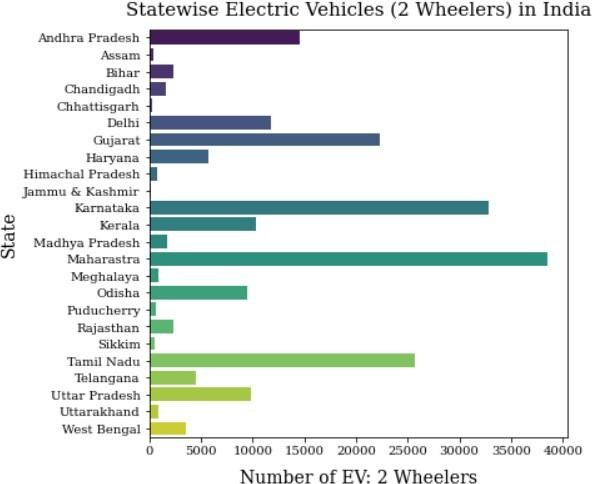 Statewise Electric Vehicles (2 Wheelers) in India
Andhra Pradesh
Assam
Bihar
Chandigadh
Chhattisgarh
Delhi
Gujarat
Haryana
Himachal Pradesh
Jammu & Kashmir
Karnataka
Kerala
Madhya Pradesh
Maharastra
Meghalaya
Odisha
Puducherry
Rajasthan
Sikkim
Tamil Nadu
Telangana
Uttar Pradesh
Uttarakhand
West Bengal
State
0 5000 10000 15000 20000 25000 30000 35000 40000
Number of EV: 2 Wheelers